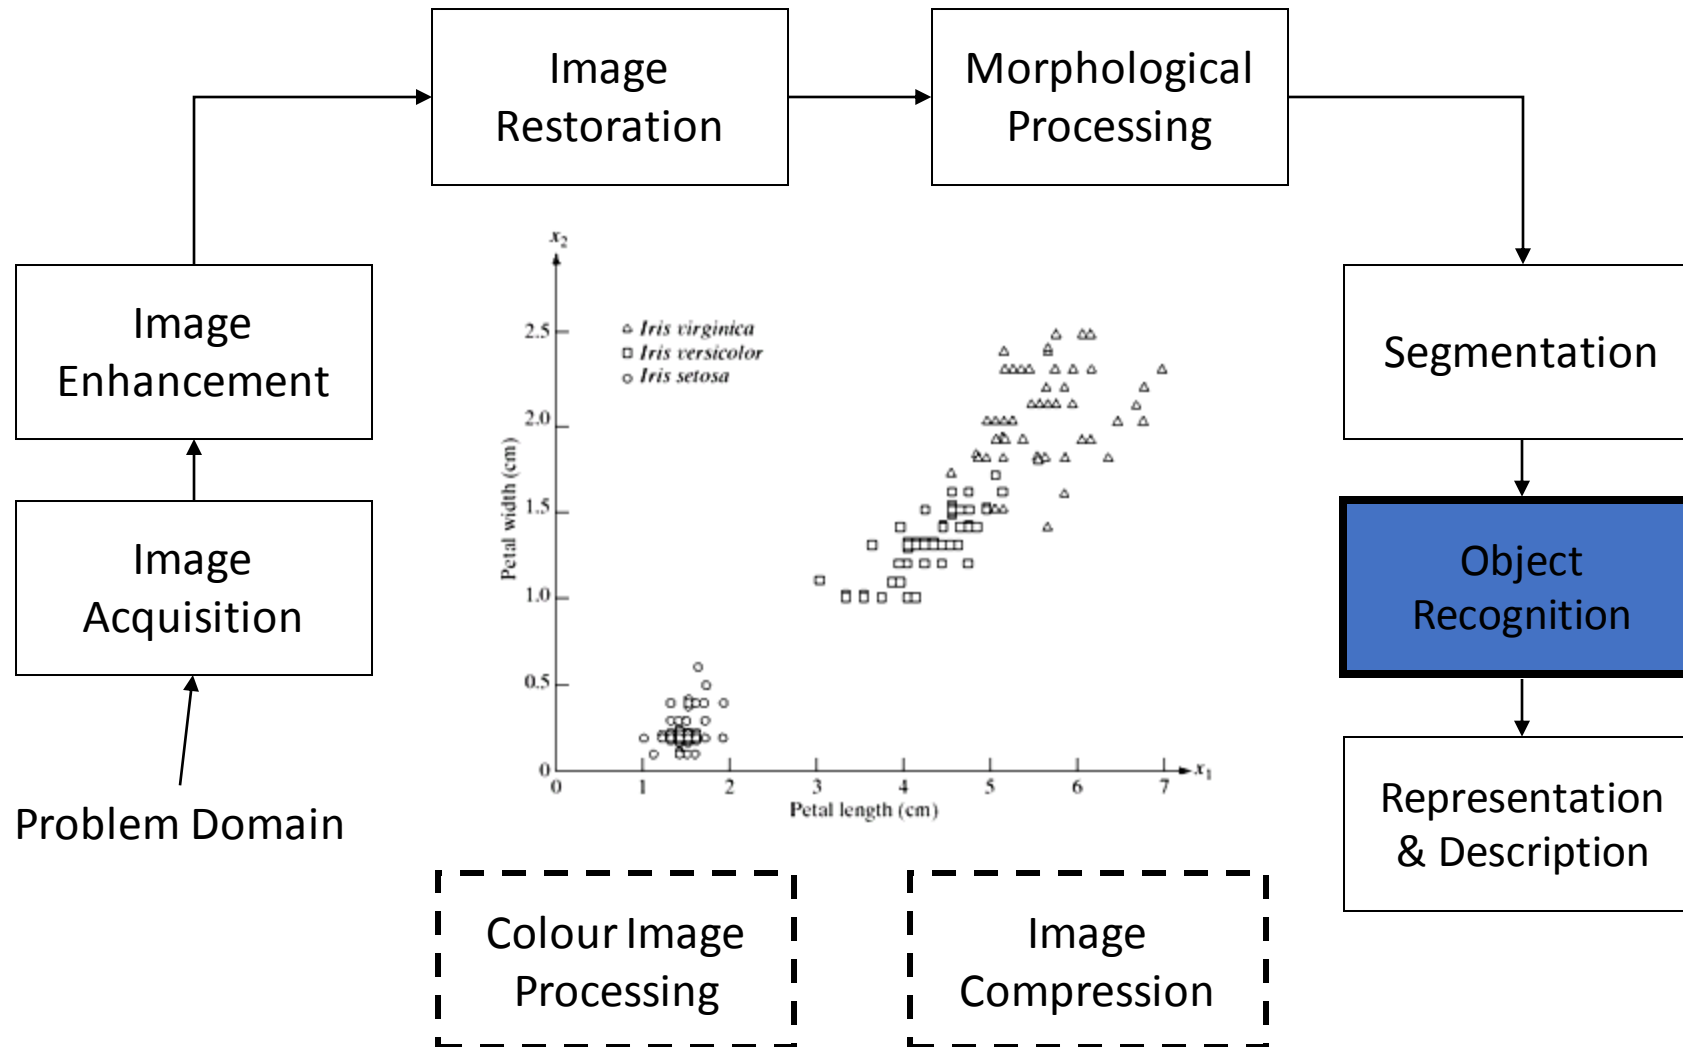 Image
Restoration
Morphological
Processing
Image
Enhancement
Segmentation
Image
Acquisition
Object
Recognition
Problem Domain
Representation
& Description
x2
2.5
2.0
1.5
1.0
0.5
0
Petal width (cm)
△ Iris virginica
□ Iris versicolor
○ Iris setosa
0 1 2 3 4 5 6 7
x1
Petal length (cm)
Colour Image
Processing
Image
Compression